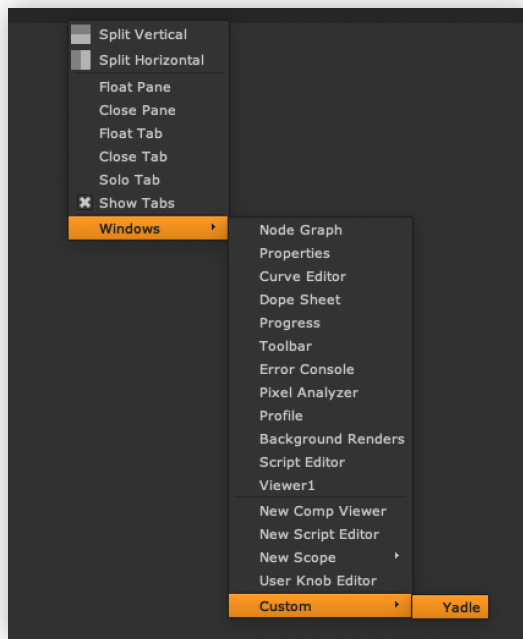 Split Vertical
Split Horizontal
Float Pane
Close Pane
Float Tab
Close Tab
Solo Tab
Show Tabs
Windows
Node Graph
Properties
Curve Editor
Dope Sheet
Progress
Toolbar
Error Console
Pixel Analyzer
Profile
Background Renders
Script Editor
Viewer1
New Comp Viewer
New Script Editor
New Scope
User Knob Editor
Custom
Yadle